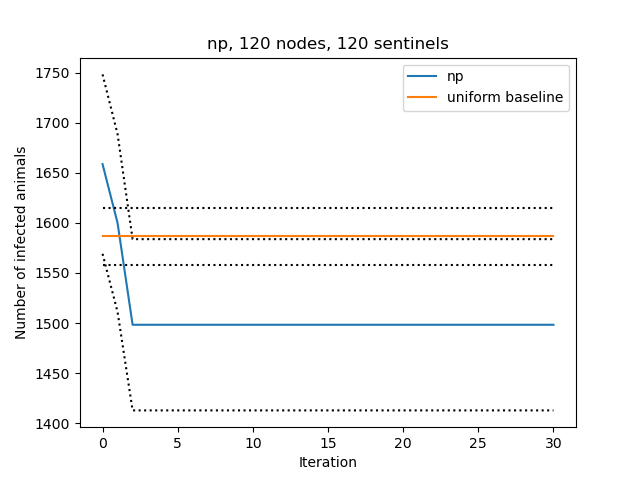 np, 120 nodes, 120 sentinels
np
uniform baseline
Number of infected animals
1750
1700
1650
1600
1550
1500
1450
1400
0 5 10 15 20 25 30
Iteration